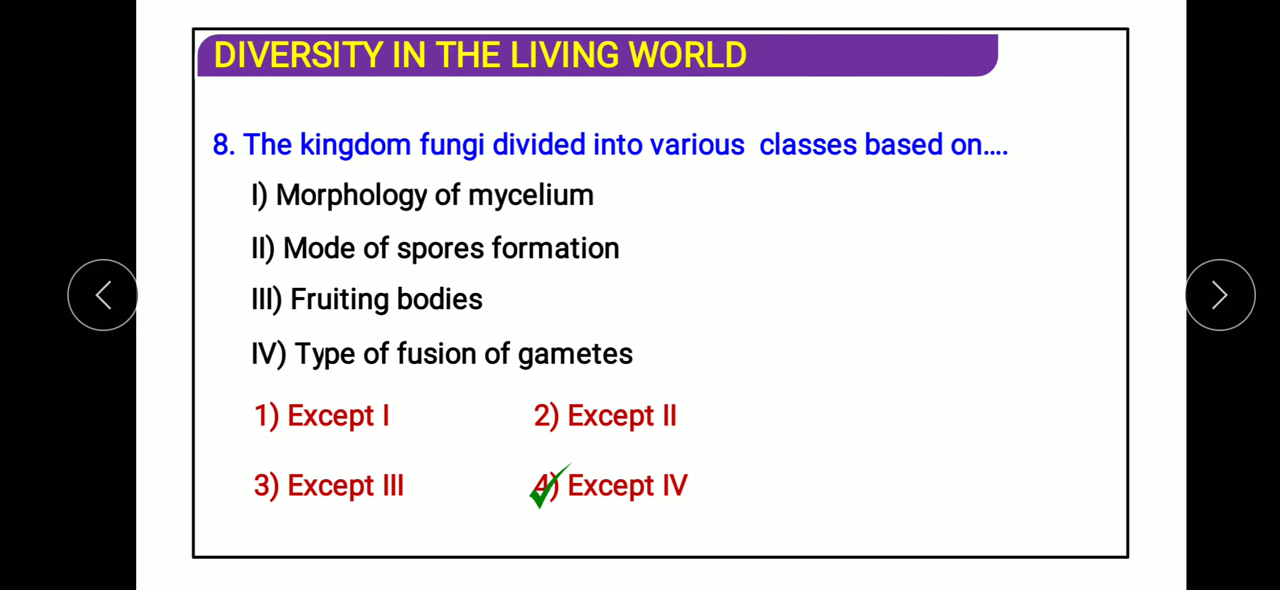 DIVERSITY IN THE LIVING WORLD
8. The kingdom fungi divided into various classes based on....
I) Morphology of mycelium
II) Mode of spores formation
III) Fruiting bodies
IV) Type of fusion of gametes
1) Except I 2) Except II
3) Except III 4) Except IV